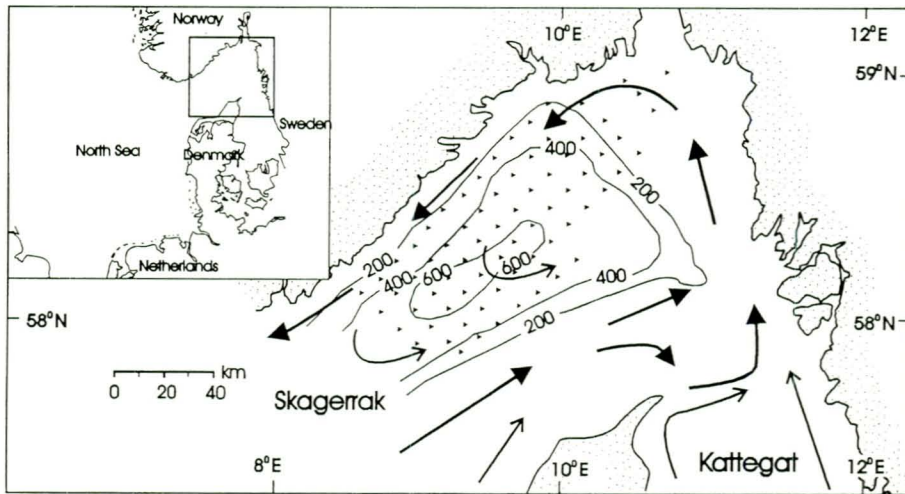 Norway
North Sea
Denmark
Sweden
Netherlands
10°E
12°E
59°N
400
200
200
400
600
600
400
200
58°N
58°N
km
0 20 40
Skagerrak
Kattegat
8°E
10°E
12°E